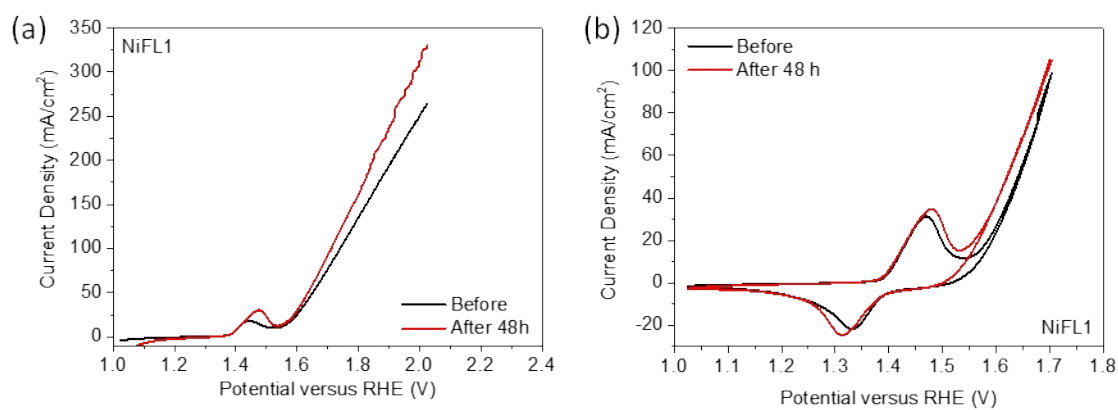 (a)
NiFL1
350
300
250
200
150
100
50
0
Current Density (mA/cm²)
Before
After 48h
1.0 1.2 1.4 1.6 1.8 2.0 2.2 2.4
Potential versus RHE (V)
(b)
Before
After 48 h
120
100
80
60
40
20
0
-20
Current Density (mA/cm²)
NiFL1
1.0 1.1 1.2 1.3 1.4 1.5 1.6 1.7 1.8
Potential versus RHE (V)